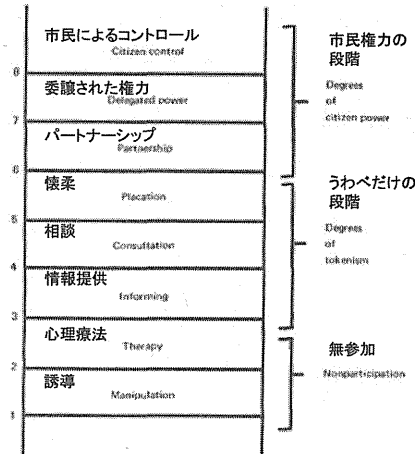 市民によるコントロール
Citizen control
8
委譲された権力
Delegated power
7
パートナーシップ
Partnership
6
懐柔
Placation
5
相談
Consultation
4
情報提供
Informing
3
心理療法
Therapy
2
誘導
Manipulation
1
市民権力の
段階
Degrees
of
citizen power
うわべだけの
段階
Degrees
of
tokenism
無参加
Nonparticipation